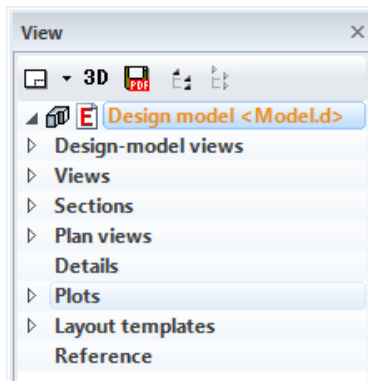 View
3D PDF
E Design model <Model.d>
Design-model views
Views
Sections
Plan views
Details
Plots
Layout templates
Reference